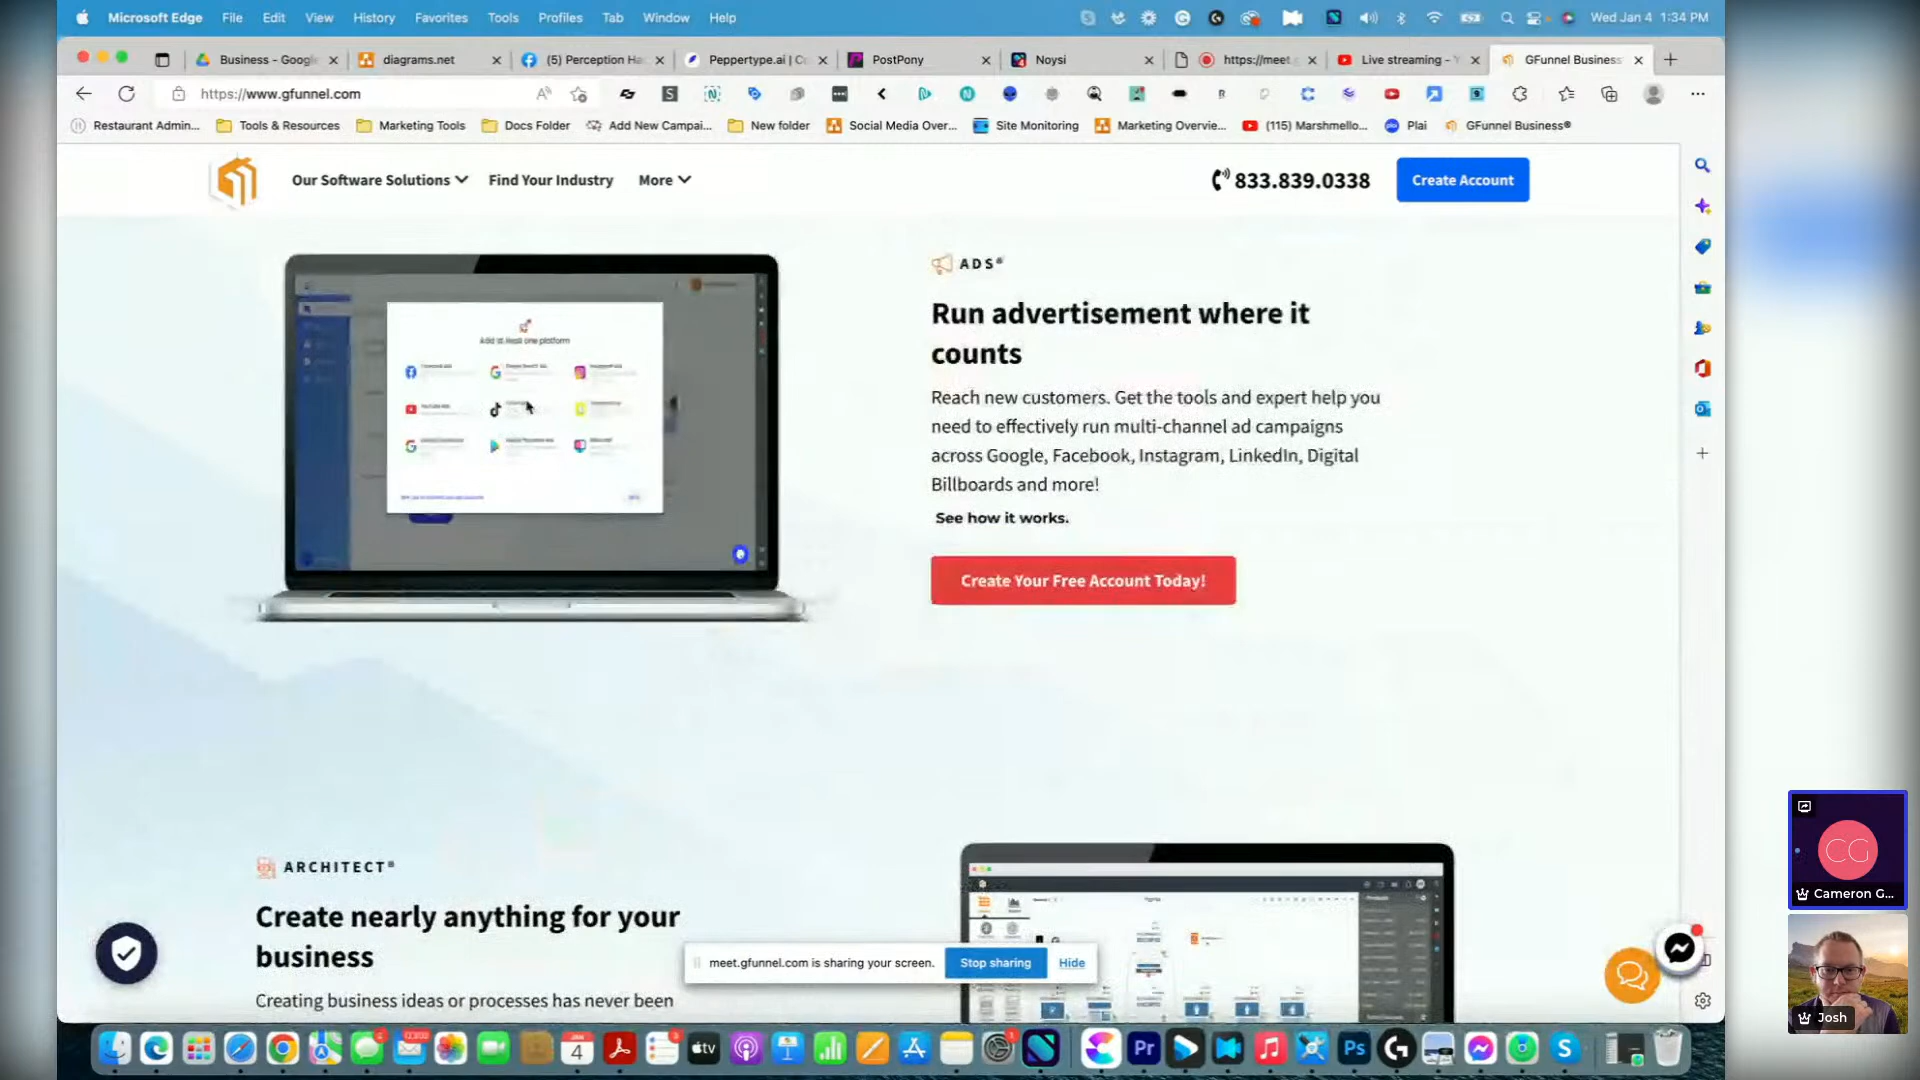 Microsoft Edge File Edit View History Favorites Tools Profiles Tab Window Help
Wed Jan 4 1:34 PM
Business - Google
diagrams.net
(5) Perception Ha
Peppertype.ai | C
PostPony
Noysi
https://meet
Live streaming -
GFunnel Business
https://www.gfunnel.com
Restaurant Admin...
Tools & Resources
Marketing Tools
Docs Folder
Add New Campai...
New folder
Social Media Over...
Site Monitoring
Marketing Overvie...
(115) Marshmello...
Plai
GFunnel Business®
Our Software Solutions
Find Your Industry
More
833.839.0338
Create Account
Add at least one platform
ADS®
Run advertisement where it
counts
Reach new customers. Get the tools and expert help you
need to effectively run multi-channel ad campaigns
across Google, Facebook, Instagram, LinkedIn, Digital
Billboards and more!
See how it works.
Create Your Free Account Today!
ARCHITECT®
Create nearly anything for your
business
Creating business ideas or processes has never been
meet.gfunnel.com is sharing your screen.
Stop sharing
Hide
CG
Cameron G...
Josh